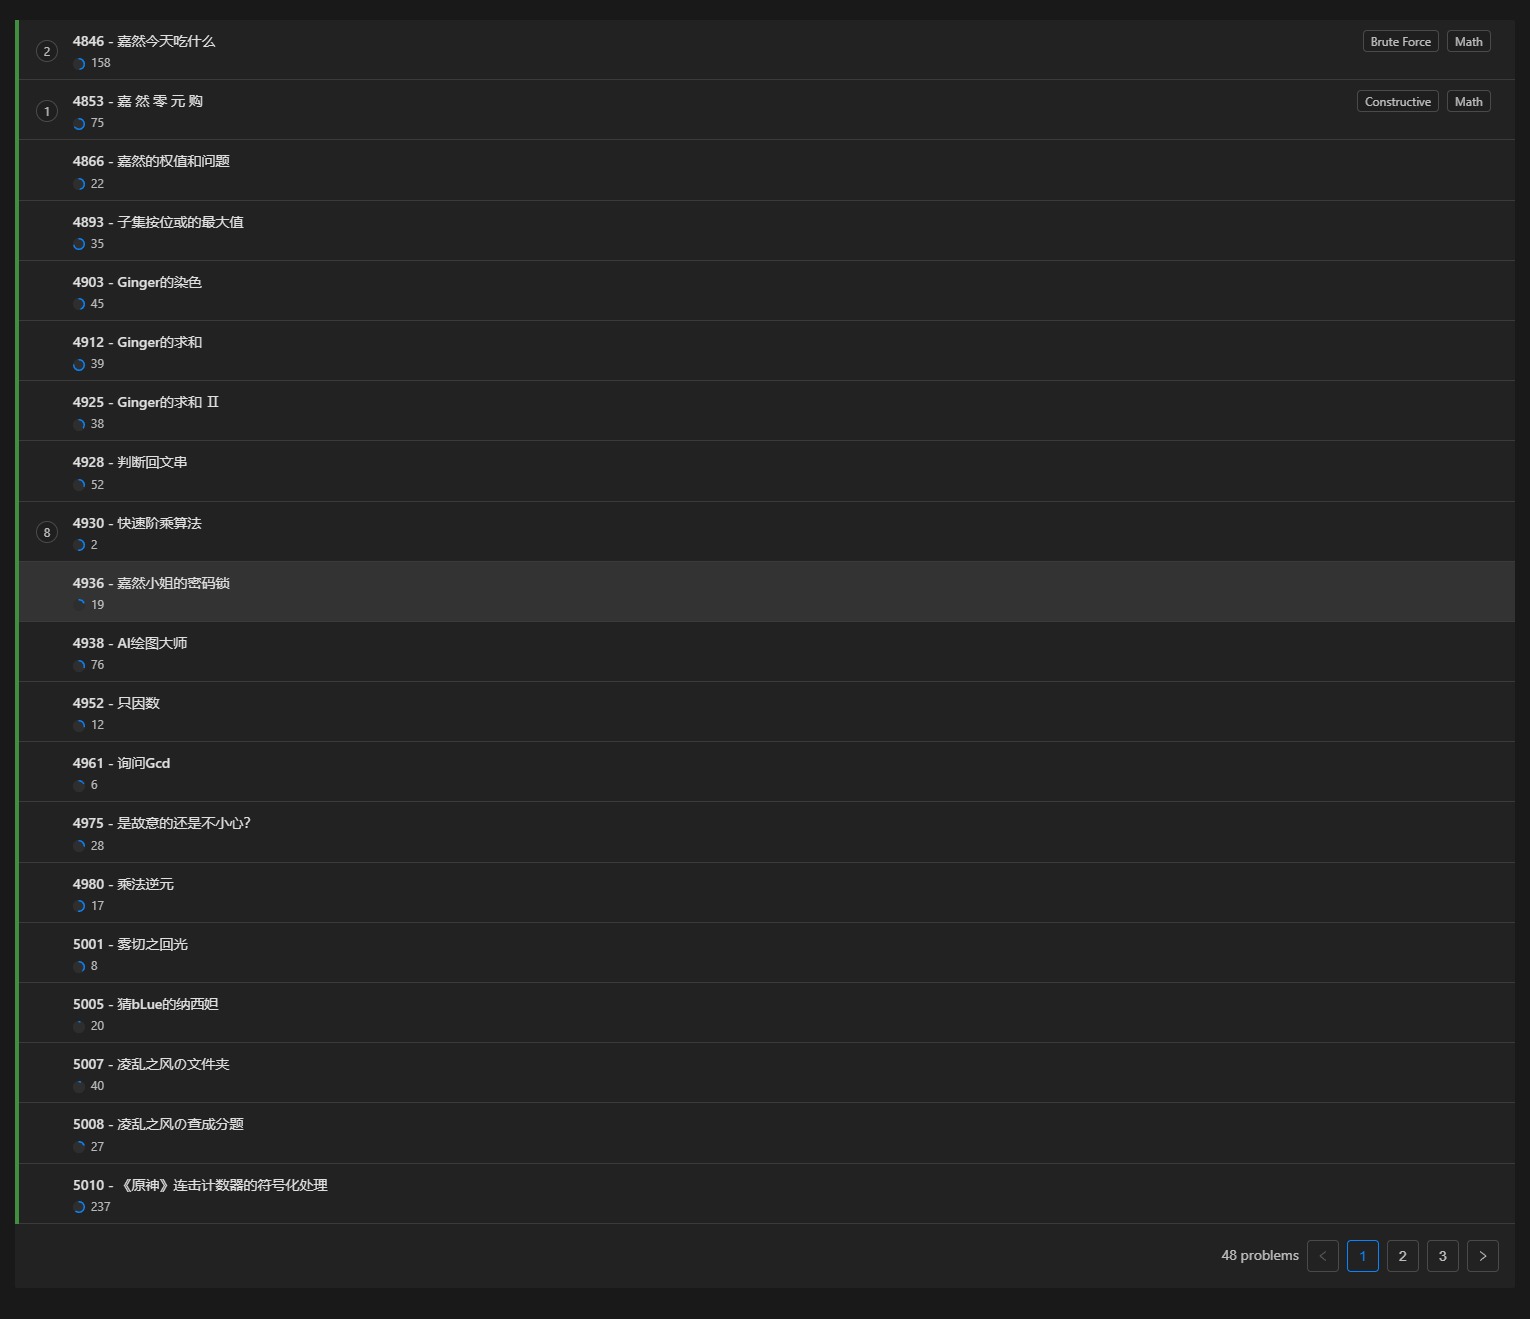 2
4846 - 嘉然今天吃什么
Brute Force
Math
158
1
4853 - 嘉 然 零 元 购
Constructive
Math
75
4866 - 嘉然的权值和问题
22
4893 - 子集按位或的最大值
35
4903 - Ginger的染色
45
4912 - Ginger的求和
39
4925 - Ginger的求和 Ⅱ
38
4928 - 判断回文串
52
8
4930 - 快速阶乘算法
2
4936 - 嘉然小姐的密码锁
19
4938 - AI绘图大师
76
4952 - 只因数
12
4961 - 询问Gcd
6
4975 - 是故意的还是不小心?
28
4980 - 乘法逆元
17
5001 - 雾切之回光
8
5005 - 猜bLue的纳西妲
20
5007 - 凌乱之风の文件夹
40
5008 - 凌乱之风の查成分题
27
5010 - 《原神》连击计数器的符号化处理
237
48 problems < 1 2 3 >